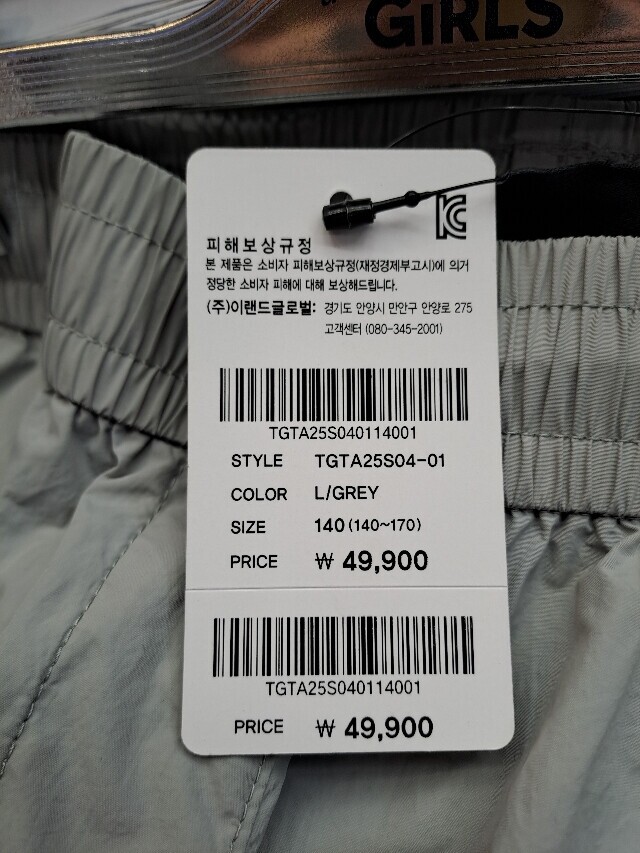 GiRLS
피해보상규정
본 제품은 소비자 피해보상규정(재정경제부고시)에 의거
정당한 소비자 피해에 대해 보상해드립니다.
(주)이랜드글로벌: 경기도 안양시 만안구 안양로 275
고객센터 (080-345-2001)
TGTA25S040114001
STYLE TGTA25S04-01
COLOR L/GREY
SIZE 140 (140~170)
PRICE ₩ 49,900
TGTA25S040114001
PRICE ₩ 49,900